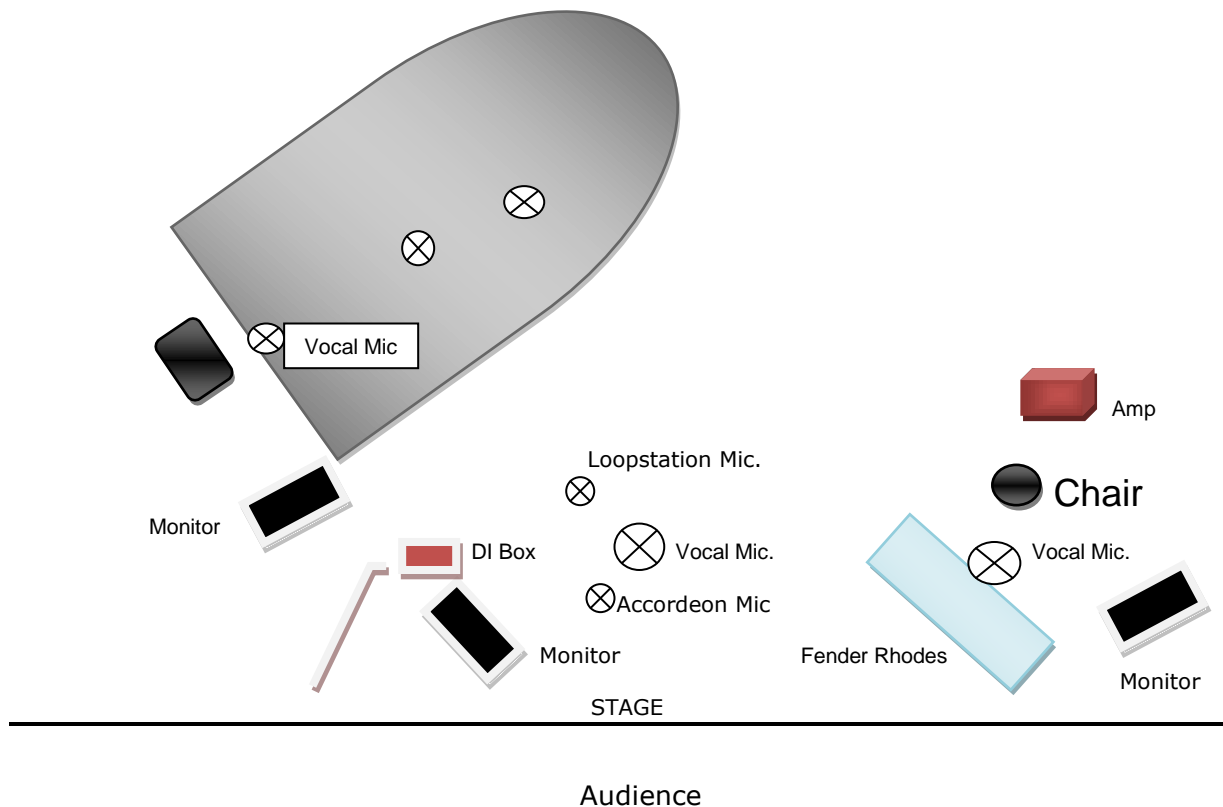 Vocal Mic
Amp
Loopstation Mic.
Chair
Monitor
DI Box
Vocal Mic.
Vocal Mic.
Accordeon Mic
Monitor
Fender Rhodes
Monitor
STAGE
Audience